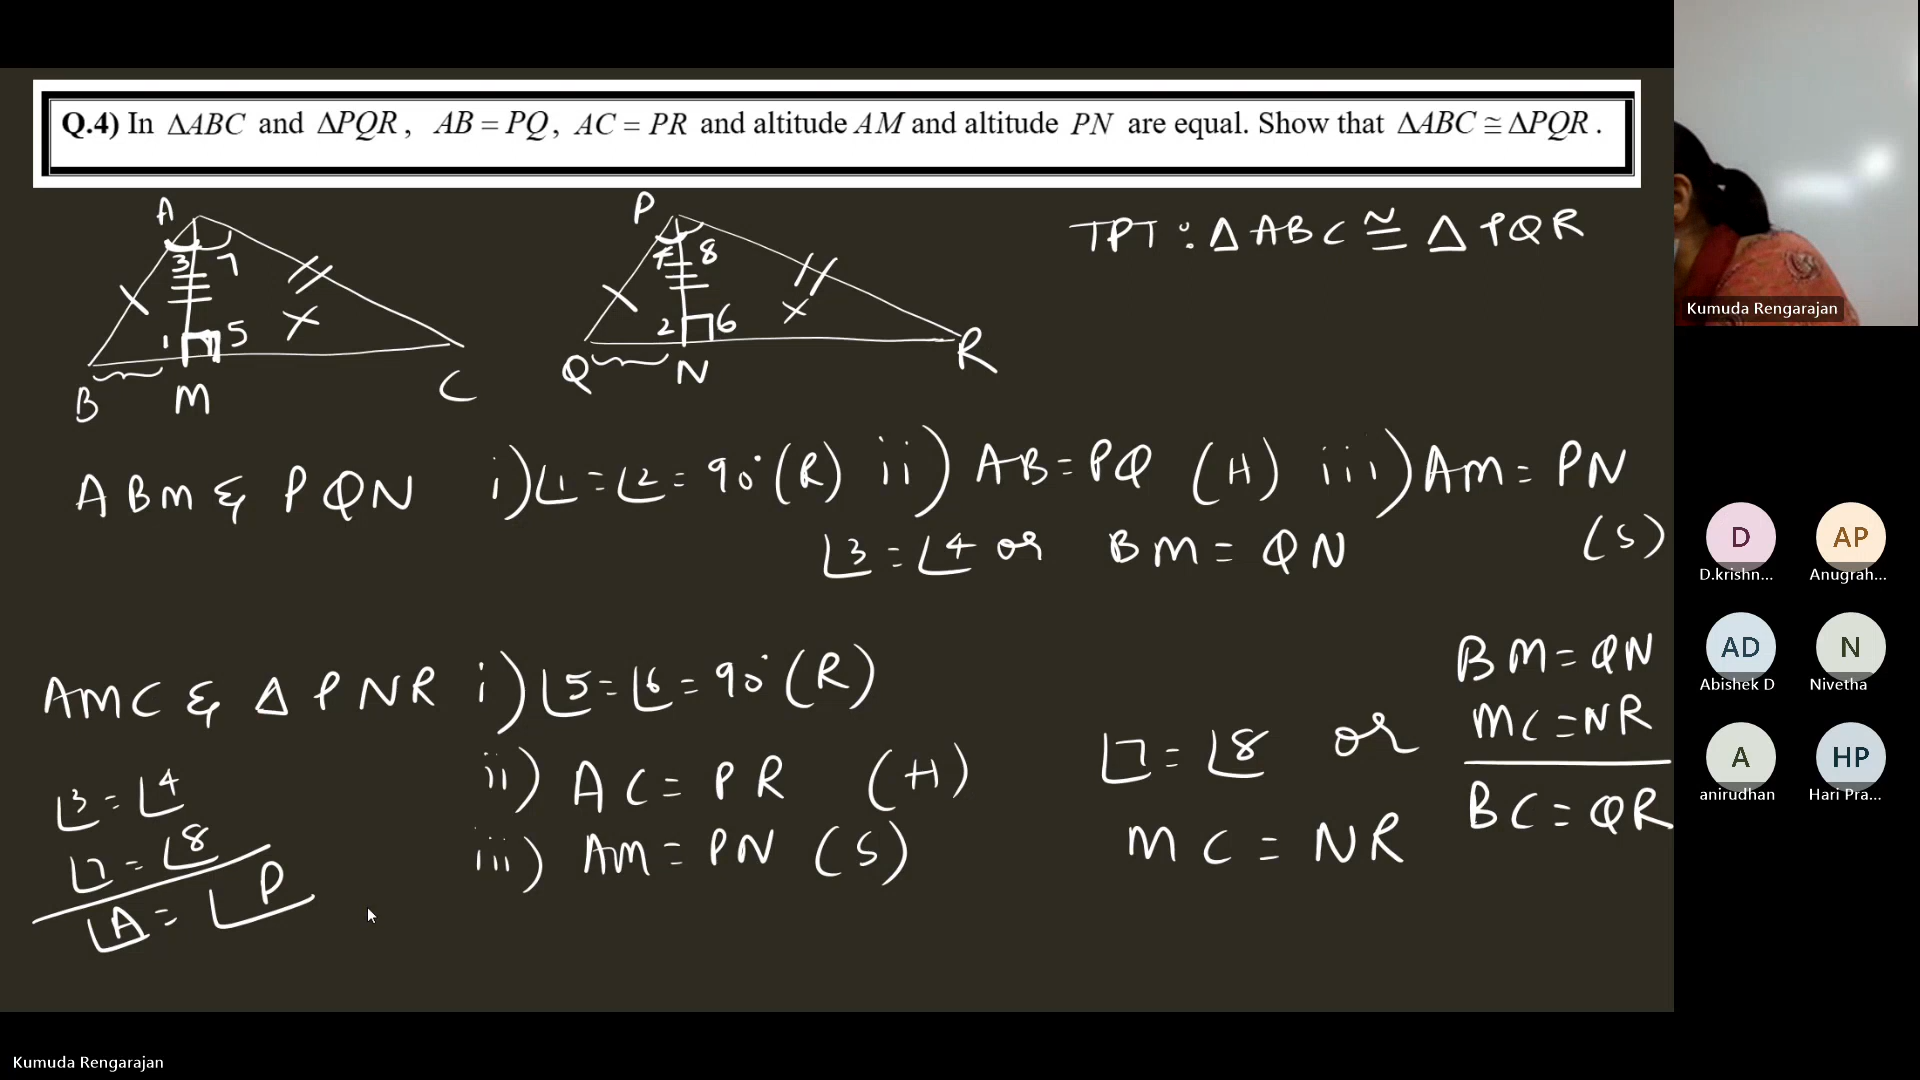 Q.4) In ΔABC and ΔPQR, AB = PQ, AC = PR and altitude AM and altitude PN are equal. Show that ΔABC ≅ ΔPQR.
TPT : Δ ABC ≅ Δ PQR
A
3 7
1 5
B M C
P
8
2 6
Q N R
ABM & PQN i) ∠1 = ∠2 = 90° (R) ii) AB = PQ (H) iii) AM = PN (S)
∠3 = ∠4 or BM = QN
AMC & Δ PNR i) ∠5 = ∠6 = 90° (R)
ii) AC = PR (H)
iii) AM = PN (S)
∠7 = ∠8 or
MC = NR
BM = QN
MC = NR
BC = QR
∠3 = ∠4
∠7 = ∠8
∠A = ∠P
Kumuda Rengarajan
D AP
D.krishn... Anugrah...
AD N
Abishek D Nivetha
A HP
anirudhan Hari Pra...
Kumuda Rengarajan